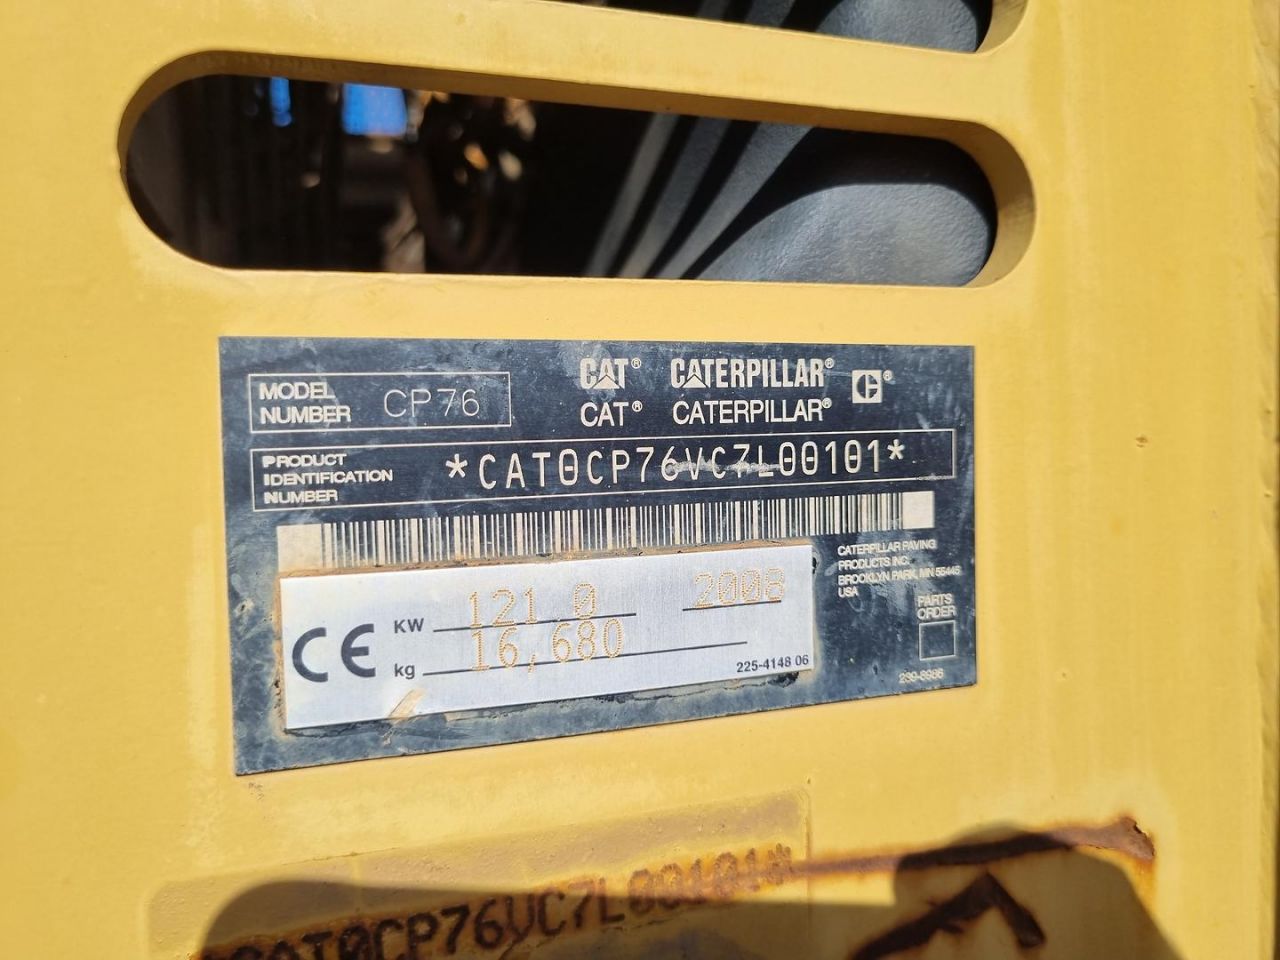 MODEL NUMBER CP76
CAT® CATERPILLAR®
CAT® CATERPILLAR®
PRODUCT IDENTIFICATION NUMBER *CAT0CP76VC7L00101*
CATERPILLAR PAVING
PRODUCTS INC.
BROOKLYN PARK, MN 55445
USA
PARTS
ORDER
239-8986
CE KW 121.0 2008
kg 16,680
225-4148 06
CAT0CP76VC7L00101*